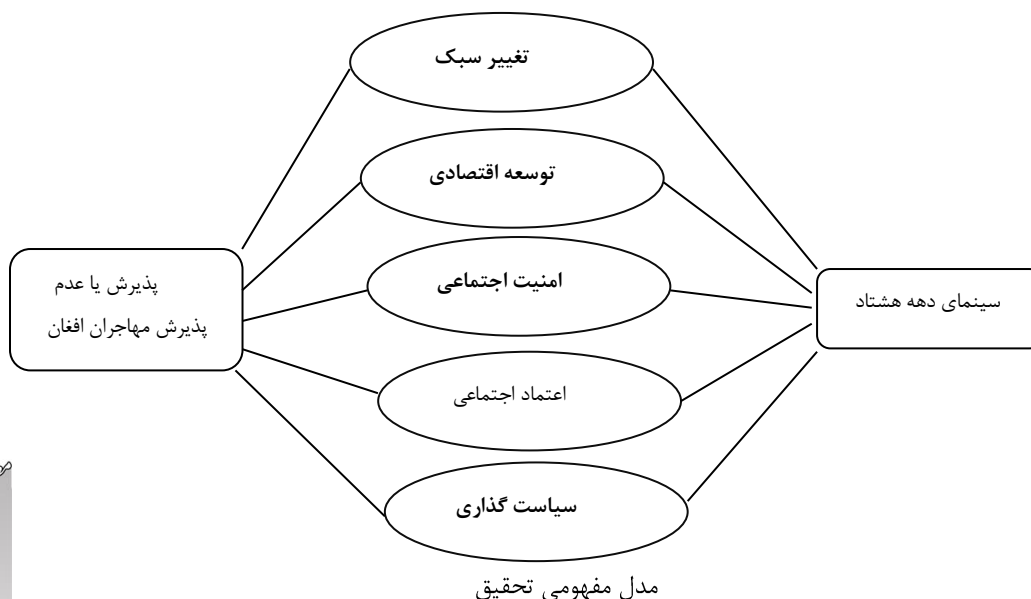 تغییر سبک
توسعه اقتصادی
امنیت اجتماعی
پذیرش یا عدم
پذیرش مهاجران افغان
سینمای دهه هشتاد
اعتماد اجتماعی
سیاست گذاری
مدل مفهومی تحقیق